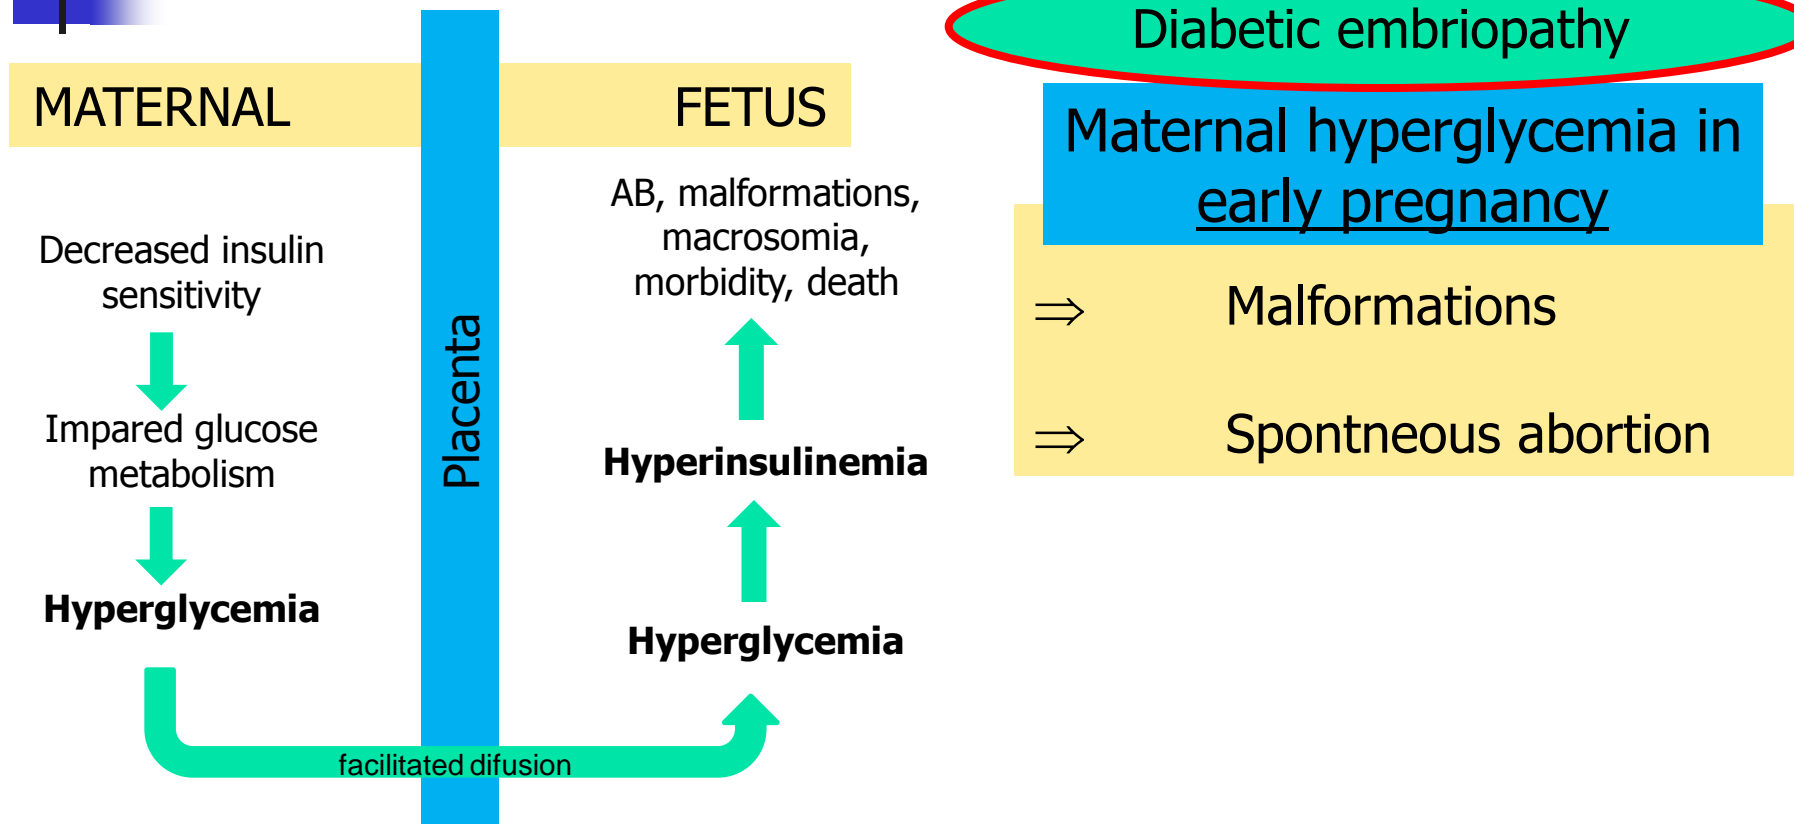 MATERNAL
FETUS
Decreased insulin
sensitivity
Impared glucose
metabolism
Hyperglycemia
Placenta
facilitated difusion
AB, malformations,
macrosomia,
morbidity, death
Hyperinsulinemia
Hyperglycemia
Diabetic embriopathy
Maternal hyperglycemia in
early pregnancy
⇒ Malformations
⇒ Spontneous abortion